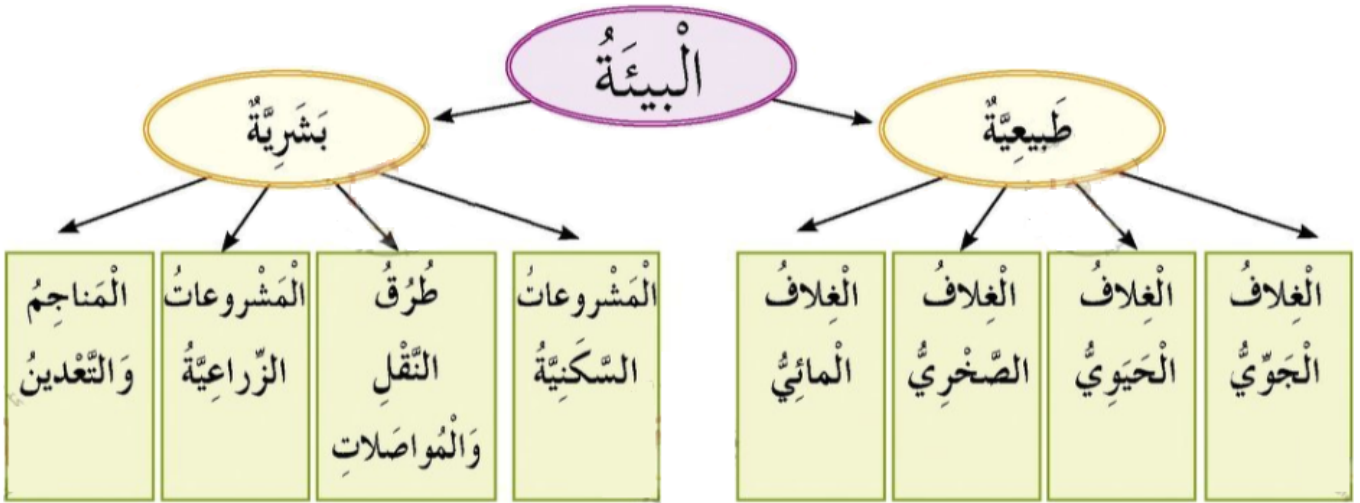 الْبيئَةُ
طَبيعِيَّةٌ
بَشَرِيَّةٌ
الْغِلافُ
الْجَوِّيُّ
الْغِلافُ
الْحَيَوِيُّ
الْغِلافُ
الصَّخْرِيُّ
الْغِلافُ
الْمائِيُّ
الْمَشْروعاتُ
السَّكَنِيَّةُ
طُرُقُ
النَّقْلِ
وَالْمُواصَلاتِ
الْمَشْروعاتُ
الزِّراعِيَّةُ
الْمَناجِمُ
وَالتَّعْدينُ